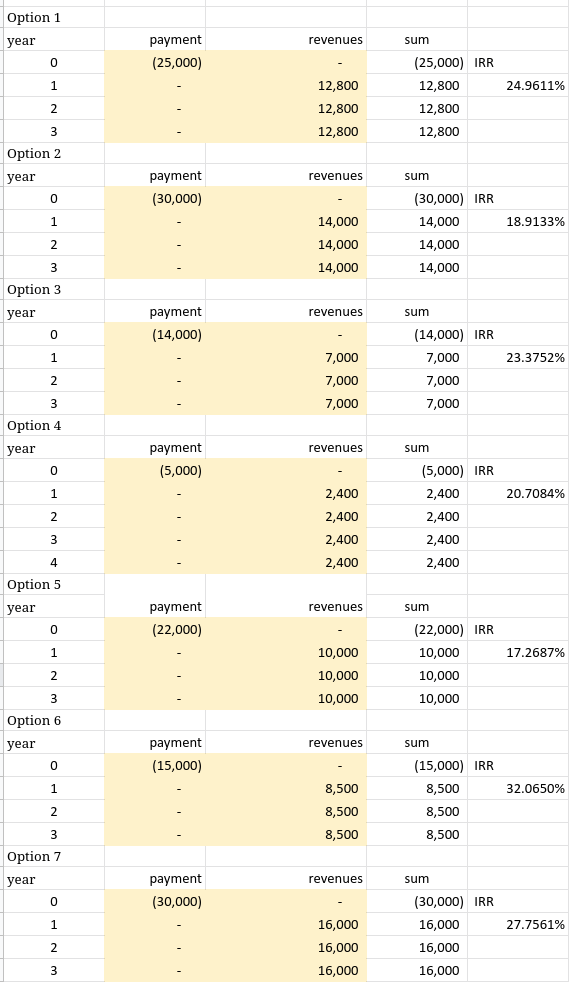 Option 1
year payment revenues sum
0 (25,000) - (25,000) IRR
1 - 12,800 12,800 24.9611%
2 - 12,800 12,800
3 - 12,800 12,800
Option 2
year payment revenues sum
0 (30,000) - (30,000) IRR
1 - 14,000 14,000 18.9133%
2 - 14,000 14,000
3 - 14,000 14,000
Option 3
year payment revenues sum
0 (14,000) - (14,000) IRR
1 - 7,000 7,000 23.3752%
2 - 7,000 7,000
3 - 7,000 7,000
Option 4
year payment revenues sum
0 (5,000) - (5,000) IRR
1 - 2,400 2,400 20.7084%
2 - 2,400 2,400
3 - 2,400 2,400
4 - 2,400 2,400
Option 5
year payment revenues sum
0 (22,000) - (22,000) IRR
1 - 10,000 10,000 17.2687%
2 - 10,000 10,000
3 - 10,000 10,000
Option 6
year payment revenues sum
0 (15,000) - (15,000) IRR
1 - 8,500 8,500 32.0650%
2 - 8,500 8,500
3 - 8,500 8,500
Option 7
year payment revenues sum
0 (30,000) - (30,000) IRR
1 - 16,000 16,000 27.7561%
2 - 16,000 16,000
3 - 16,000 16,000